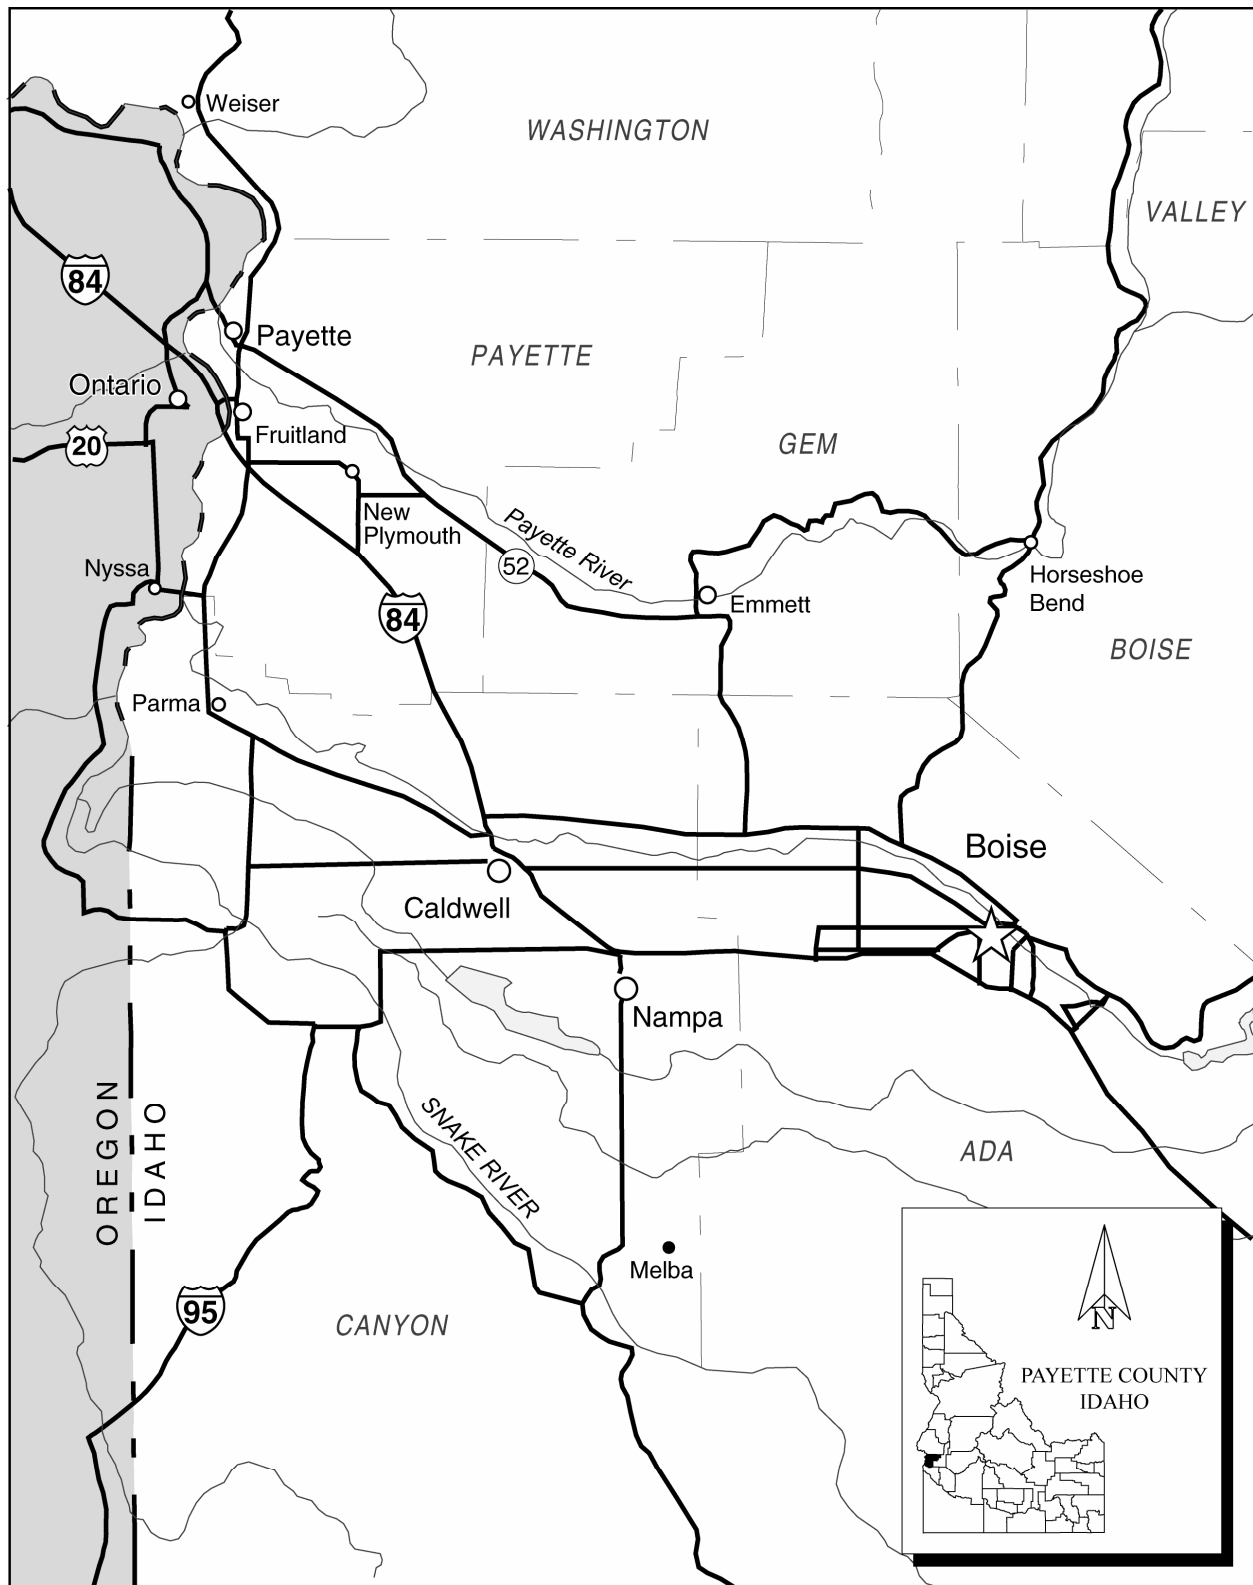 Weiser
WASHINGTON
VALLEY
84
Payette
PAYETTE
Ontario
Fruitland
20
GEM
New
Plymouth
Payette River
52
Nyssa
Horseshoe
Bend
Emmett
84
BOISE
Parma
Boise
Caldwell
Nampa
OREGON
IDAHO
SNAKE RIVER
ADA
Melba
95
CANYON
N
PAYETTE COUNTY
IDAHO